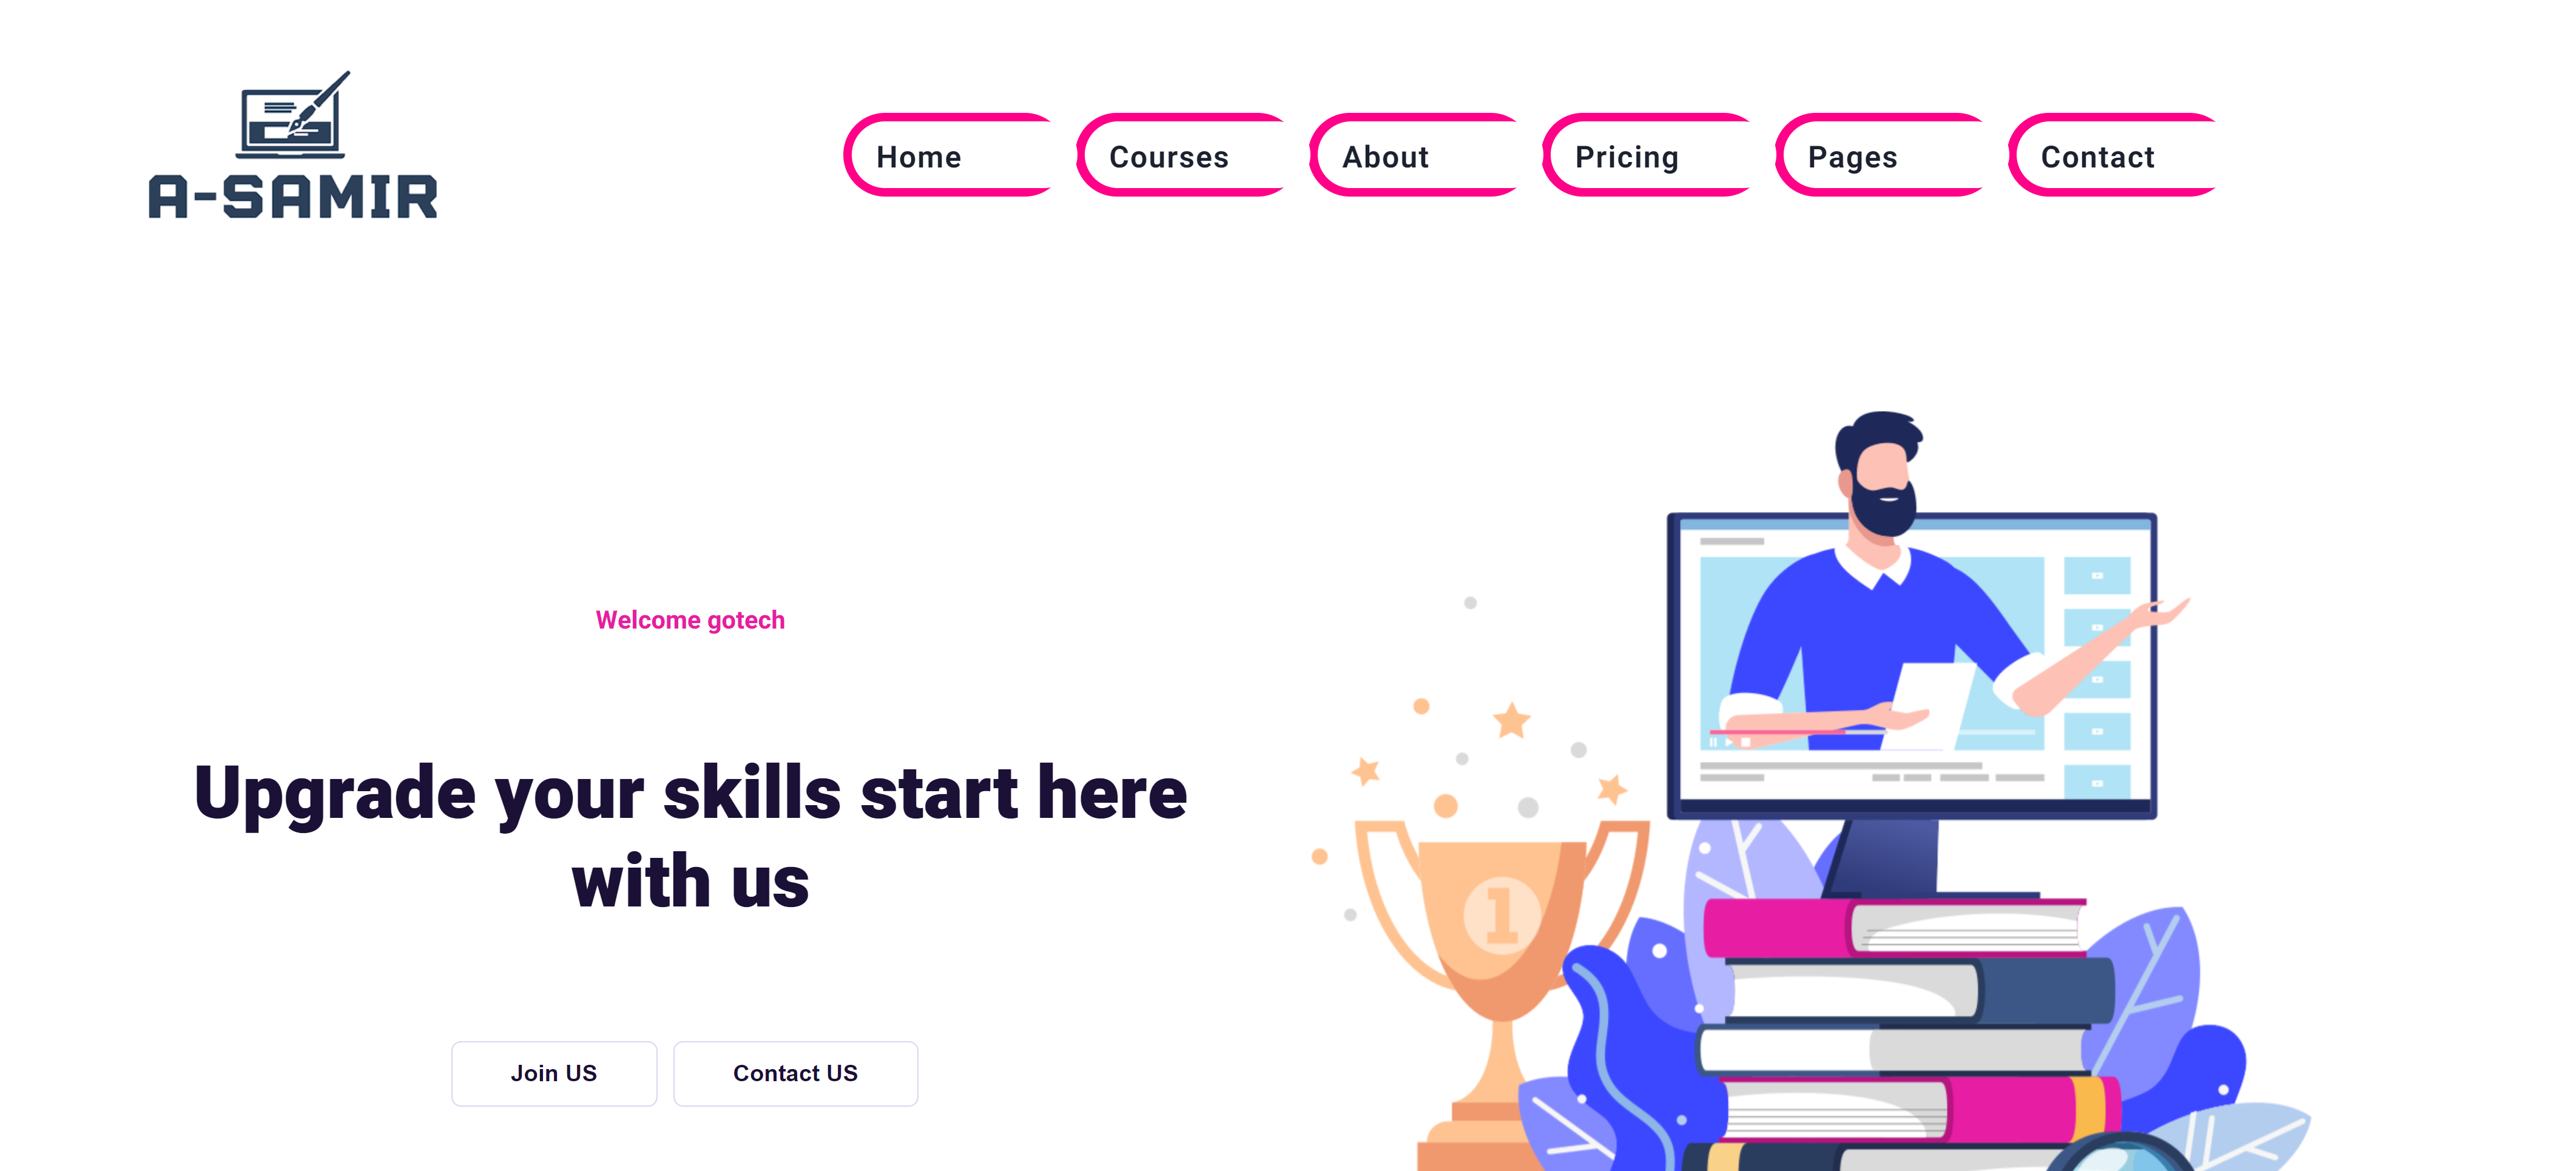 A-SAMIR
Home Courses About Pricing Pages Contact
Welcome gotech
Upgrade your skills start here
with us
1
Join US Contact US